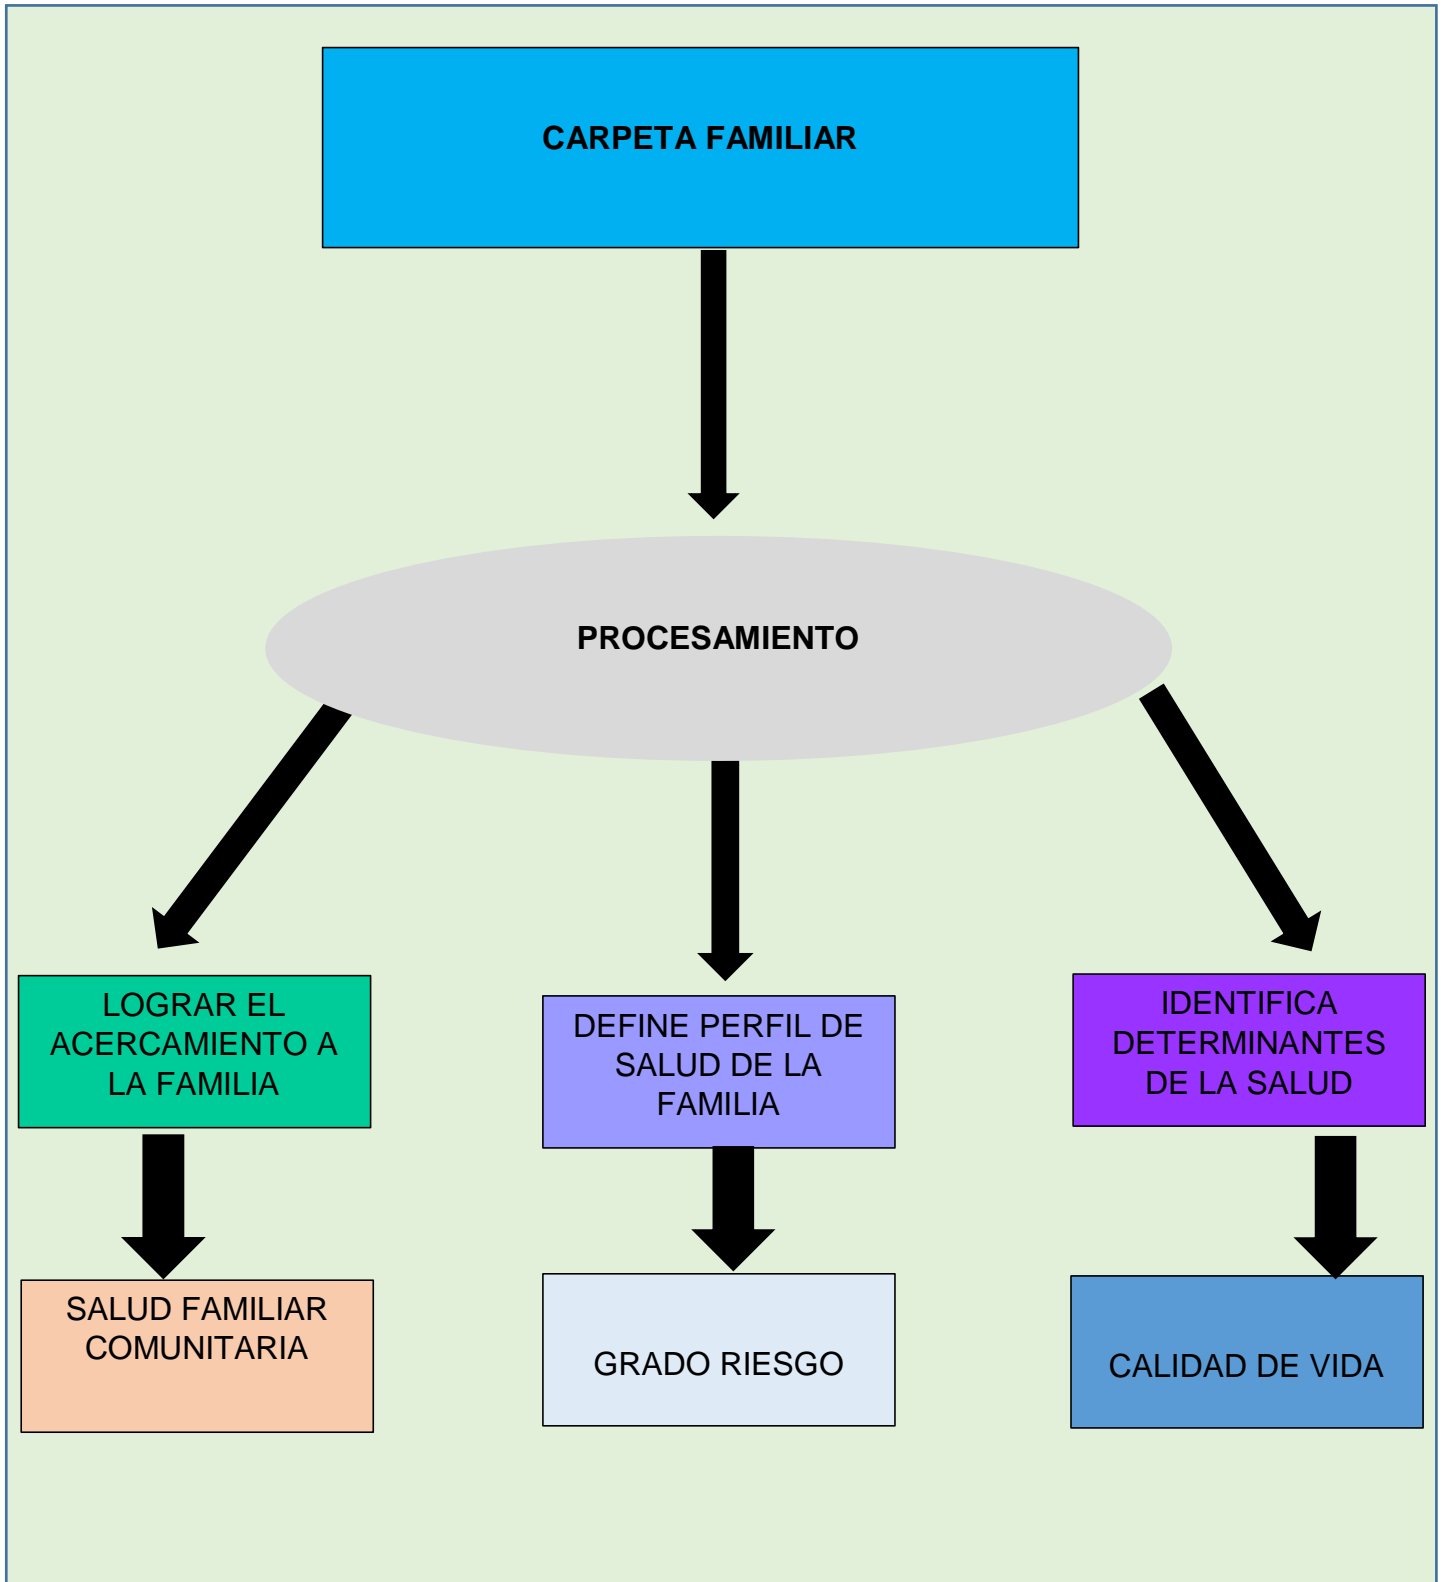 CARPETA FAMILIAR
PROCESAMIENTO
LOGRAR EL
ACERCAMIENTO A
LA FAMILIA
DEFINE PERFIL DE
SALUD DE LA
FAMILIA
IDENTIFICA
DETERMINANTES
DE LA SALUD
SALUD FAMILIAR
COMUNITARIA
GRADO RIESGO
CALIDAD DE VIDA